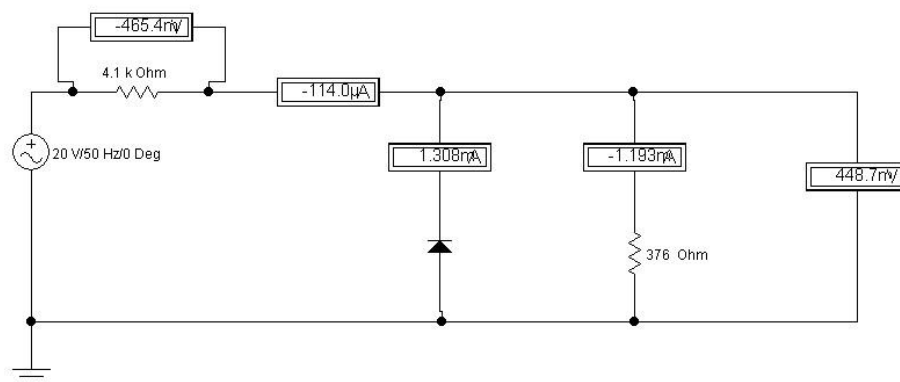 -465.4mV
4.1 k Ohm
-114.0µA
20 V/50 Hz/0 Deg
1.308mA
-1.193mA
448.7mV
376 Ohm